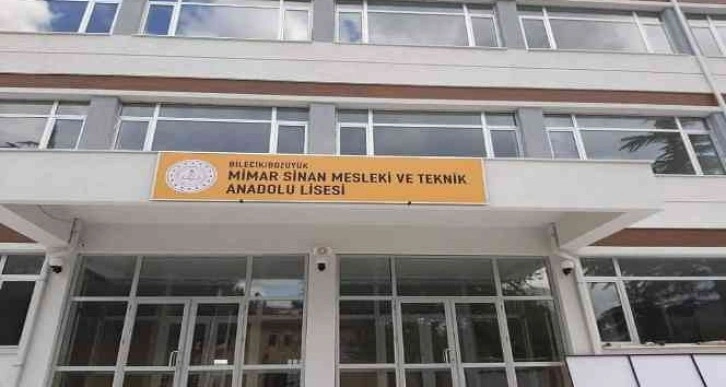 BİLECİK/BOZÜYÜK
MİMAR SİNAN MESLEKİ VE TEKNİK
ANADOLU LİSESİ